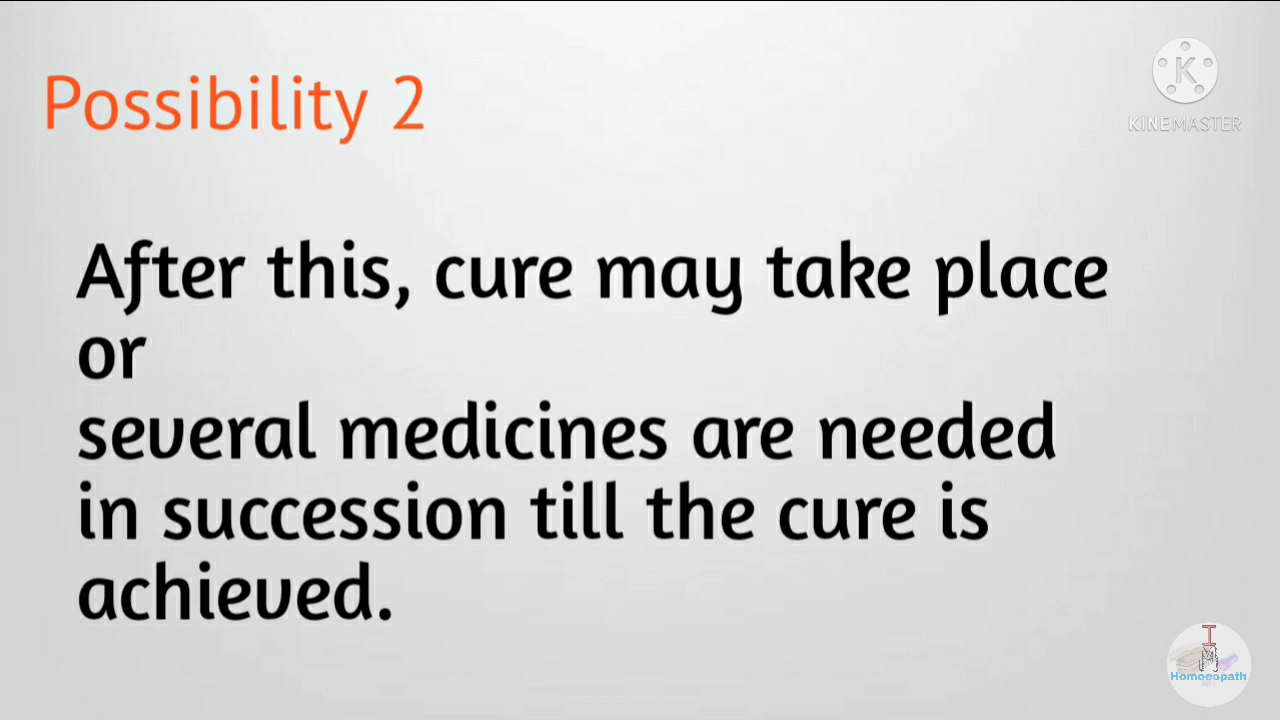 Possibility 2
KINEMASTER
After this, cure may take place
or
several medicines are needed
in succession till the cure is
achieved.
I
M
Homoeopath